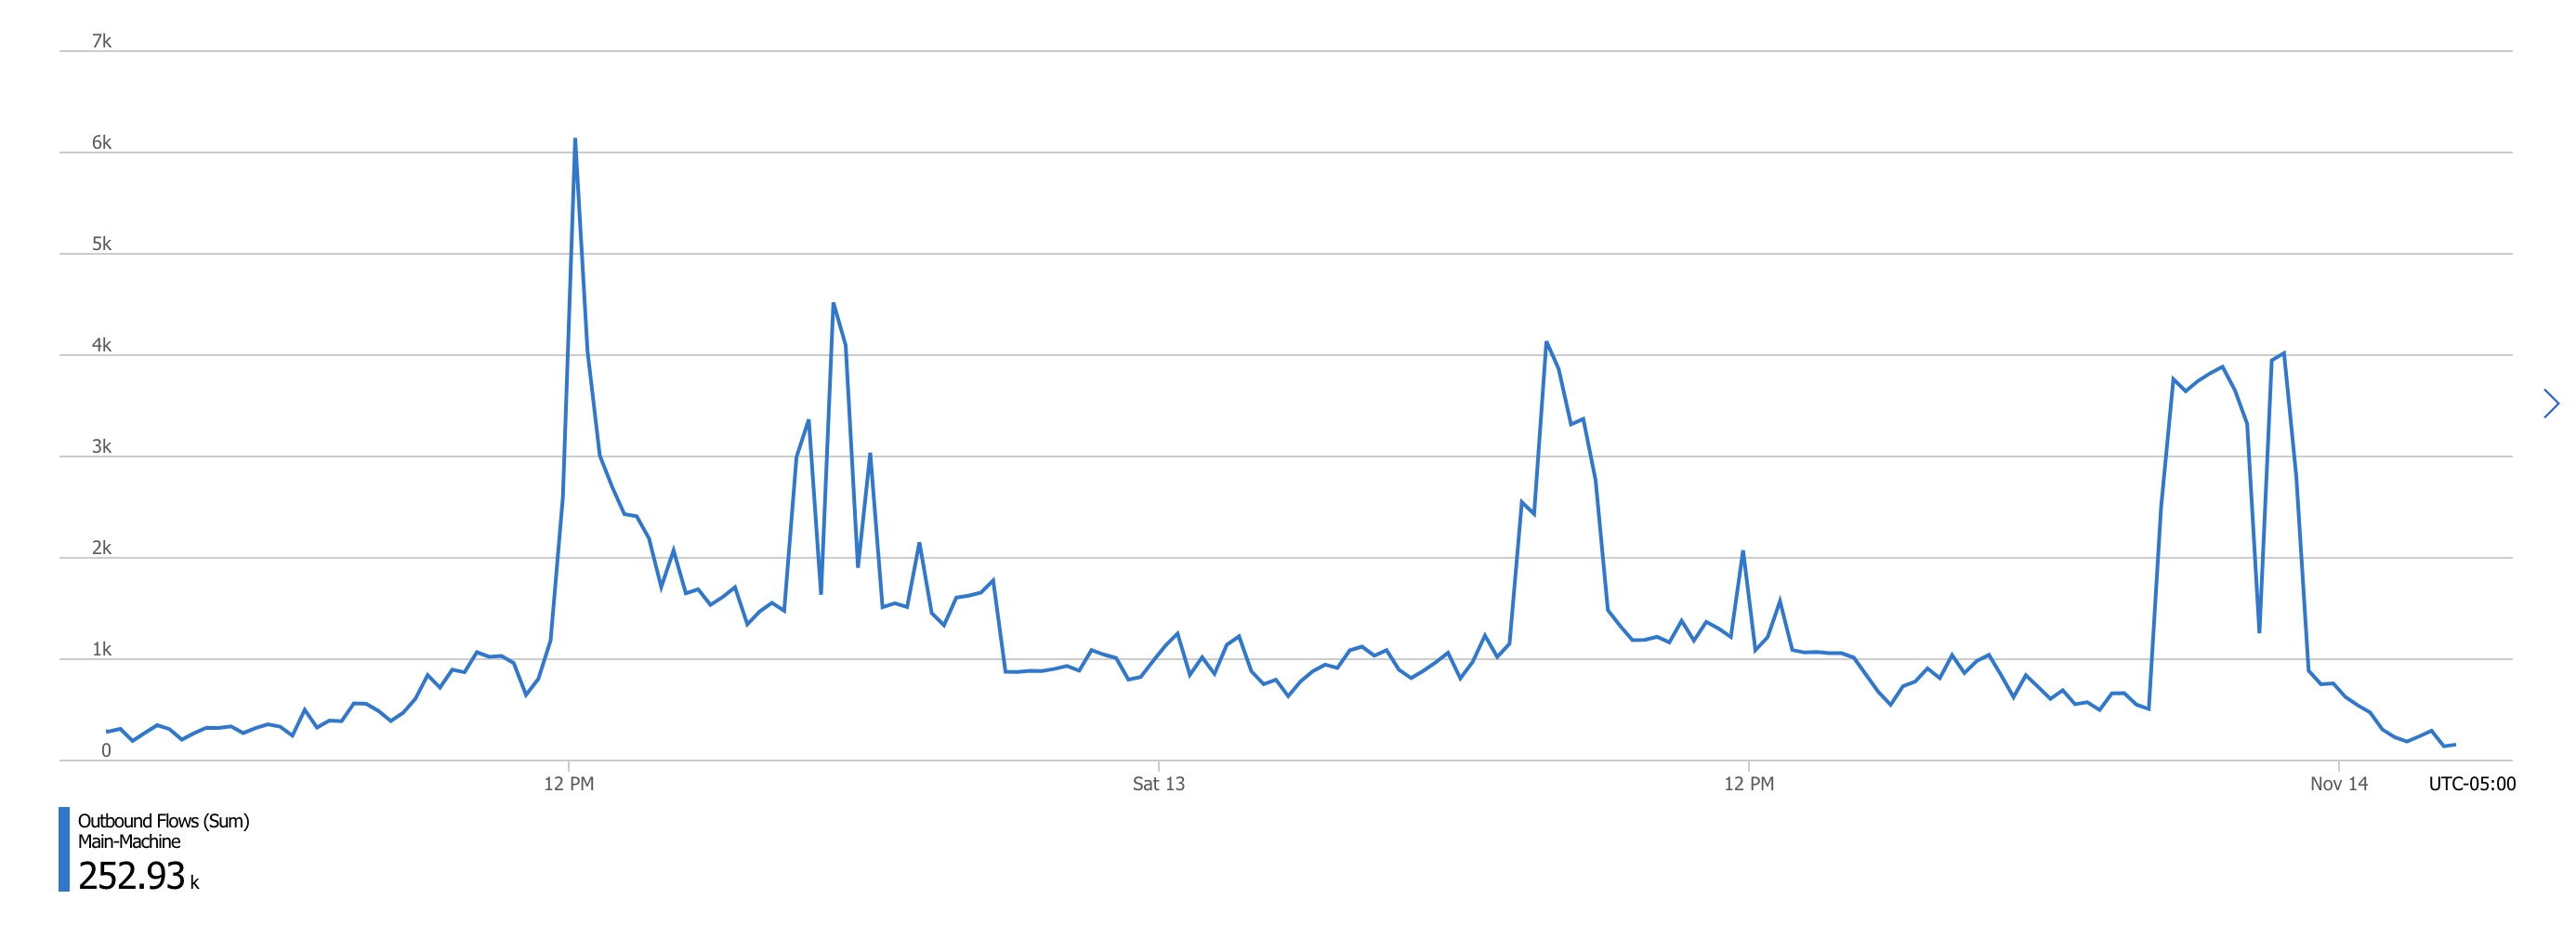 7k
6k
5k
4k
3k
2k
1k
0
12 PM
Sat 13
12 PM
Nov 14
UTC-05:00
Outbound Flows (Sum)
Main-Machine
252.93 k